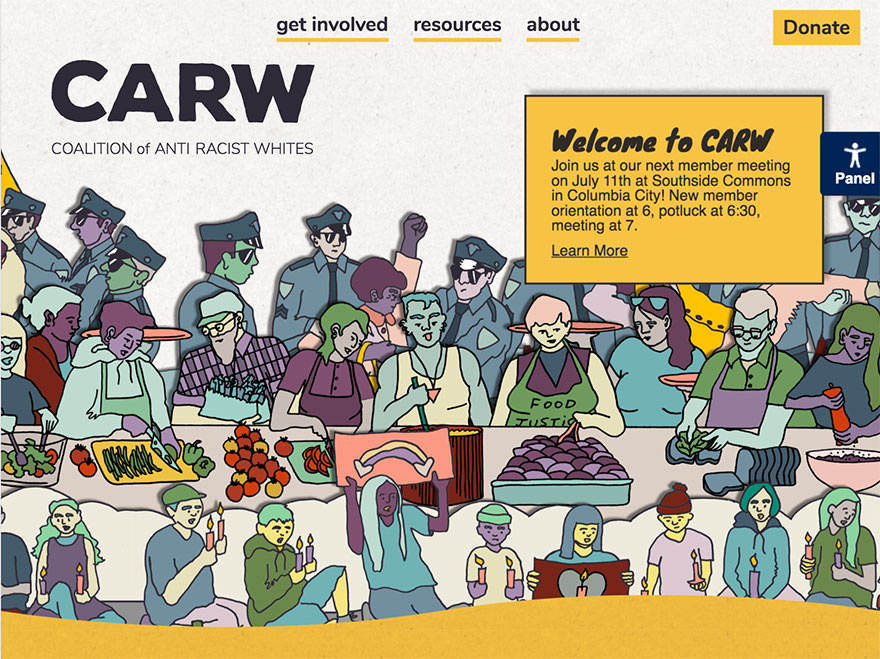 get involved resources about Donate
CARW
COALITION of ANTI RACIST WHITES
Welcome to CARW
Join us at our next member meeting
on July 11th at Southside Commons
in Columbia City! New member
orientation at 6, potluck at 6:30,
meeting at 7.
Learn More
Panel
FOOD
JUSTiS